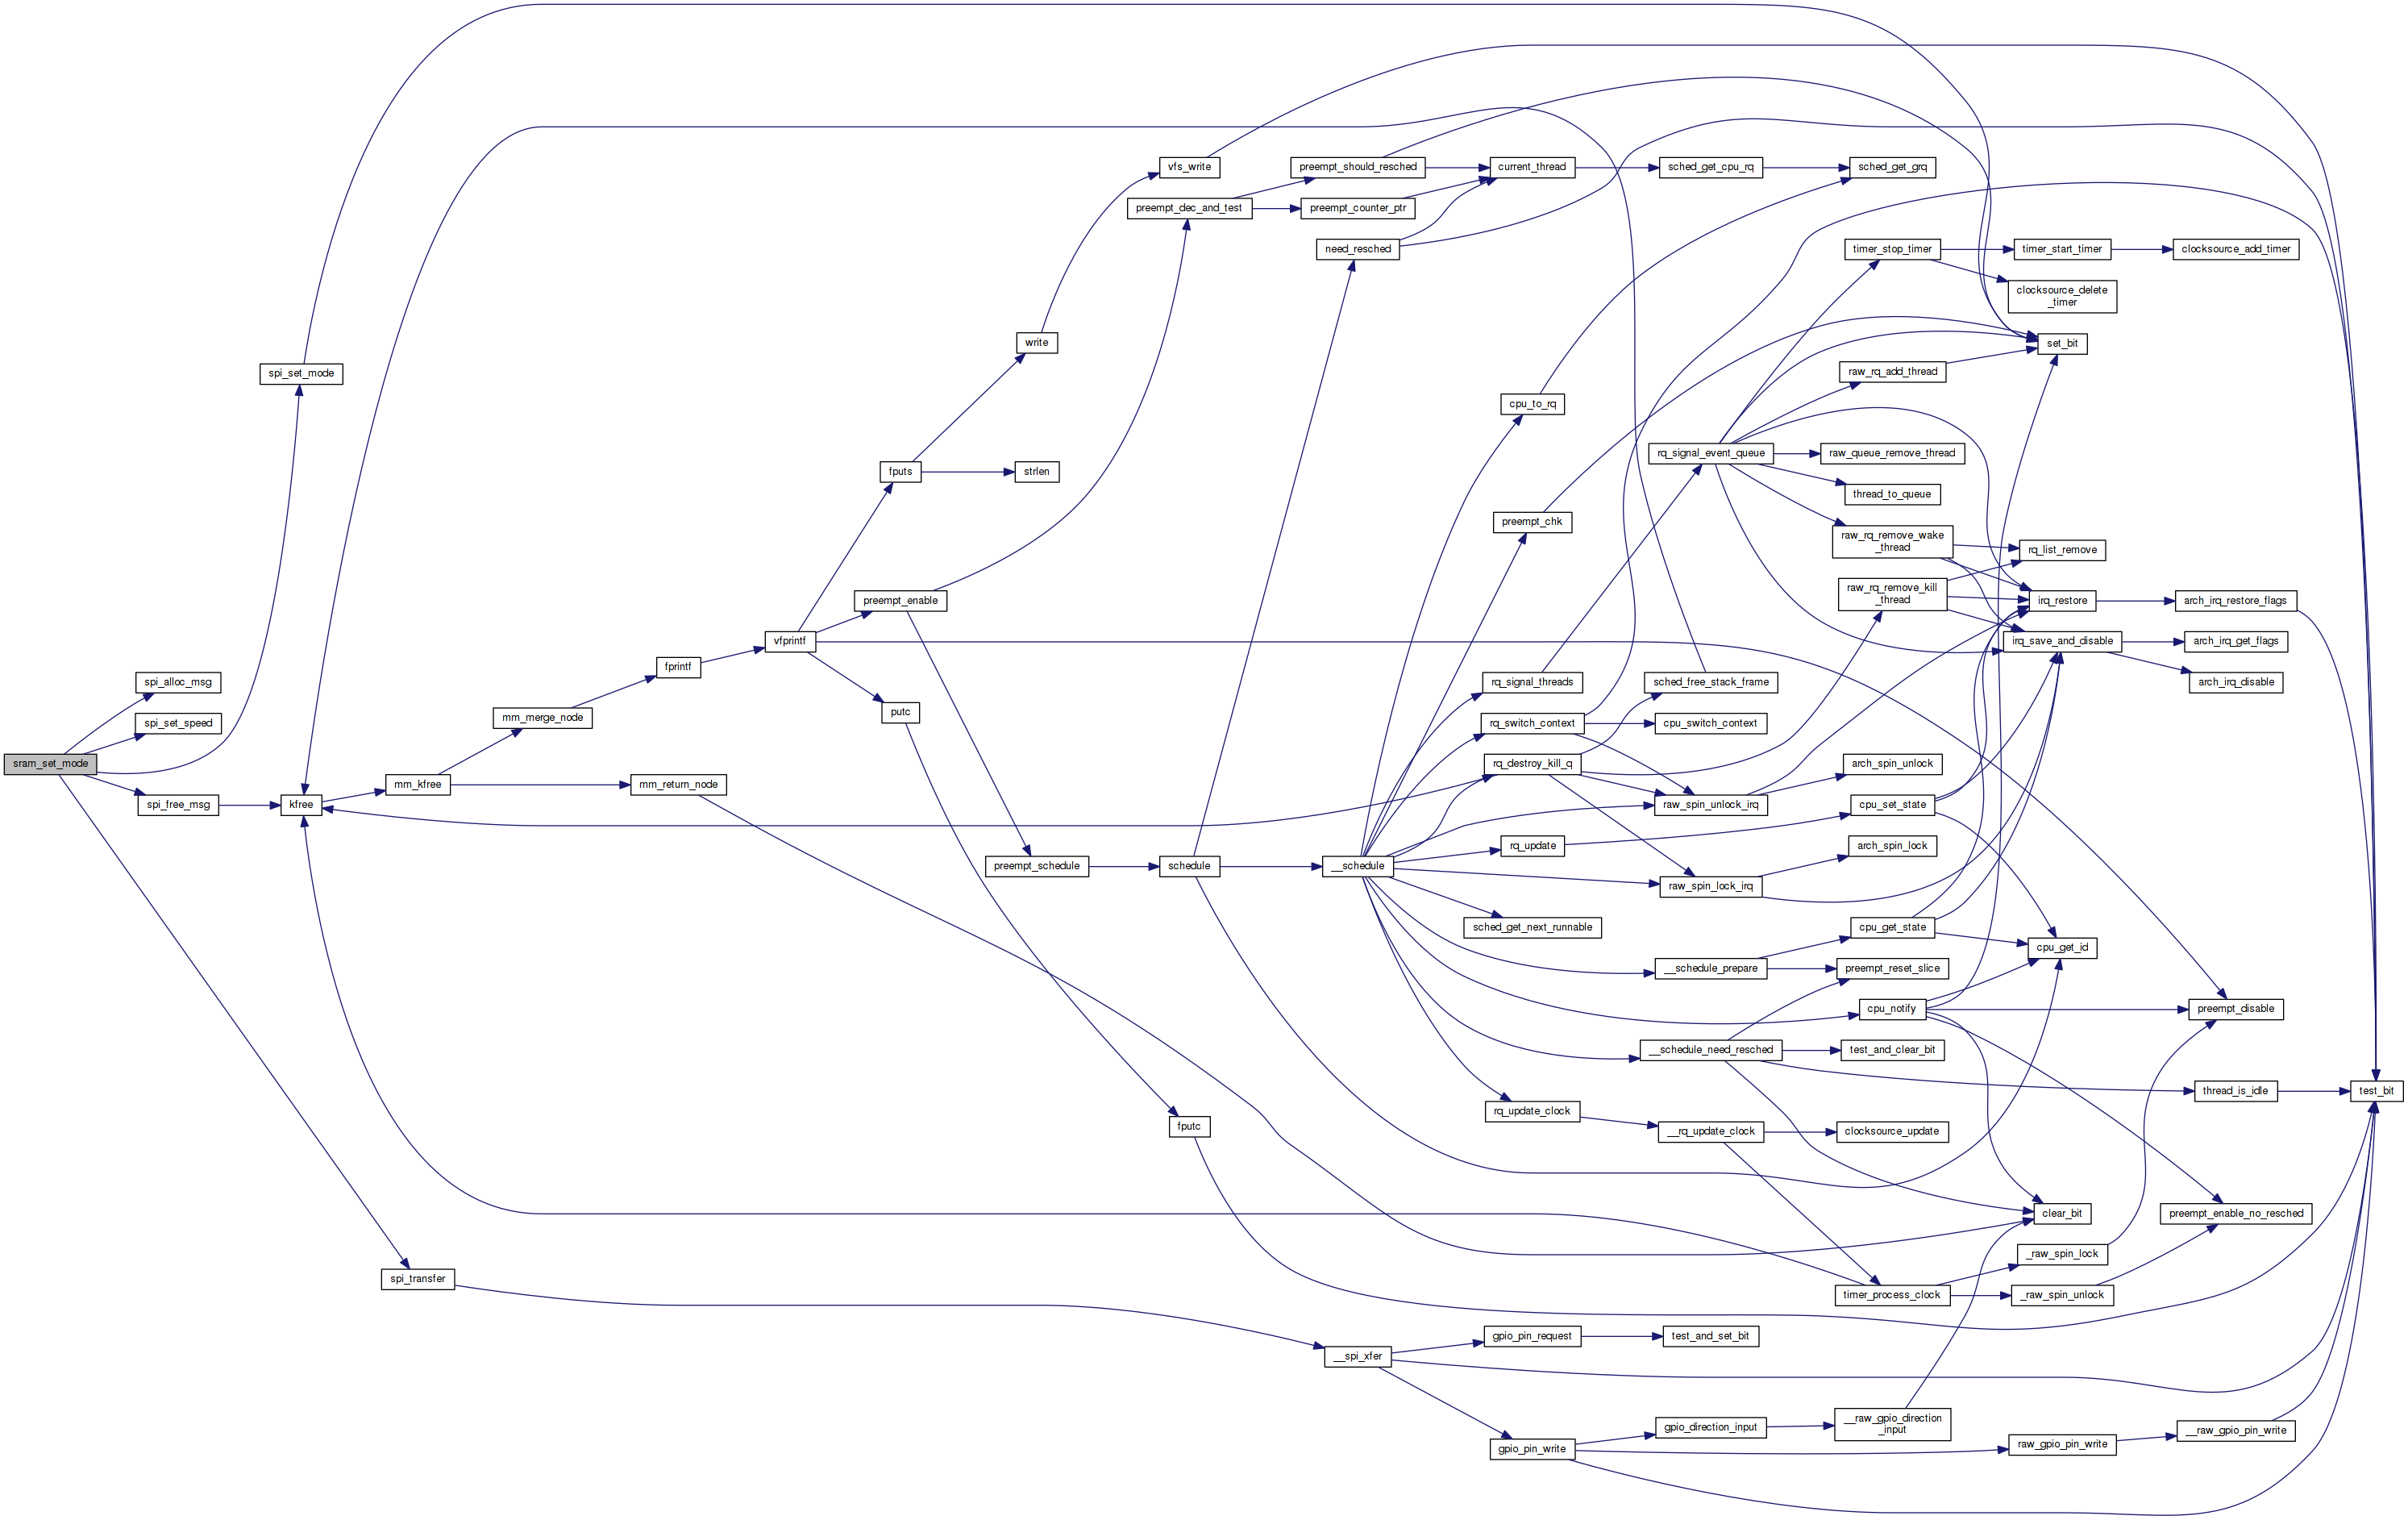 sram_set_mode
spi_alloc_msg
spi_set_speed
spi_free_msg
spi_set_mode
kfree
mm_kfree
spi_transfer
mm_merge_node
mm_return_node
fprintf
vfprintf
fputs
preempt_enable
putc
write
strlen
preempt_schedule
vfs_write
preempt_dec_and_test
schedule
fputc
preempt_should_resched
preempt_counter_ptr
need_resched
__schedule
__spi_xfer
current_thread
cpu_to_rq
preempt_chk
rq_signal_threads
rq_switch_context
rq_destroy_kill_q
rq_update
sched_get_next_runnable
rq_update_clock
gpio_pin_request
gpio_pin_write
sched_get_cpu_rq
rq_signal_event_queue
sched_free_stack_frame
cpu_switch_context
raw_spin_unlock_irq
raw_spin_lock_irq
__schedule_prepare
__schedule_need_resched
__rq_update_clock
test_and_set_bit
gpio_direction_input
sched_get_grq
timer_stop_timer
raw_rq_add_thread
raw_queue_remove_thread
thread_to_queue
raw_rq_remove_wake
_thread
raw_rq_remove_kill
_thread
arch_spin_unlock
cpu_set_state
arch_spin_lock
cpu_get_state
preempt_reset_slice
cpu_notify
test_and_clear_bit
clocksource_update
timer_process_clock
__raw_gpio_direction
_input
timer_start_timer
clocksource_delete
_timer
set_bit
rq_list_remove
irq_restore
irq_save_and_disable
cpu_get_id
clear_bit
_raw_spin_lock
_raw_spin_unlock
raw_gpio_pin_write
clocksource_add_timer
arch_irq_restore_flags
arch_irq_get_flags
arch_irq_disable
preempt_disable
thread_is_idle
preempt_enable_no_resched
__raw_gpio_pin_write
test_bit